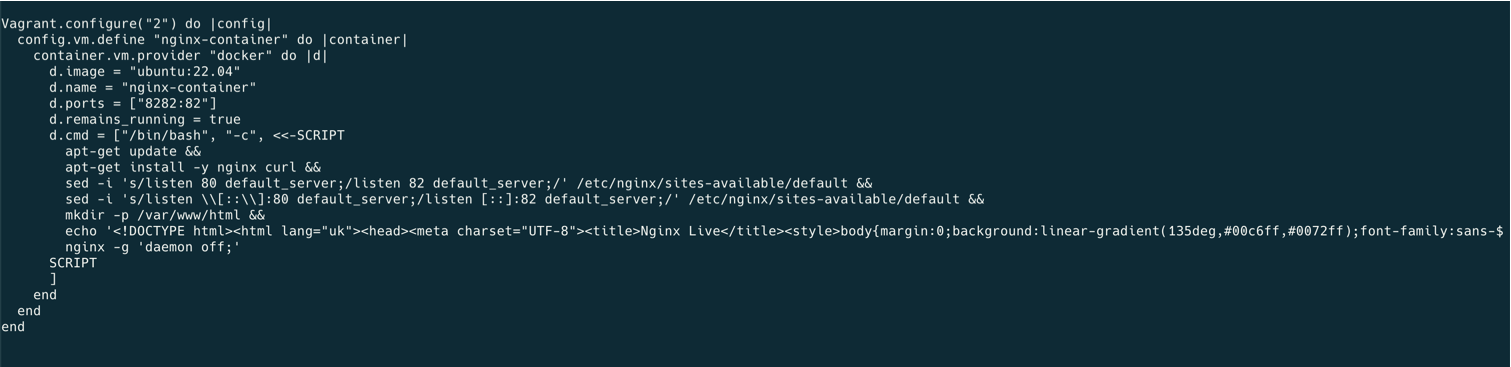 Vagrant.configure("2") do |config|
  config.vm.define "nginx-container" do |container|
    container.vm.provider "docker" do |d|
      d.image = "ubuntu:22.04"
      d.name = "nginx-container"
      d.ports = ["8282:82"]
      d.remains_running = true
      d.cmd = ["/bin/bash", "-c", <<-SCRIPT
        apt-get update &&
        apt-get install -y nginx curl &&
        sed -i 's/listen 80 default_server;/listen 82 default_server;/' /etc/nginx/sites-available/default &&
        sed -i 's/listen \\[::\\]:80 default_server;/listen [::]:82 default_server;/' /etc/nginx/sites-available/default &&
        mkdir -p /var/www/html &&
        echo '<!DOCTYPE html><html lang="uk"><head><meta charset="UTF-8"><title>Nginx Live</title><style>body{margin:0;background:linear-gradient(135deg,#00c6ff,#0072ff);font-family:sans-$
        nginx -g 'daemon off;'
      SCRIPT
      ]
    end
  end
end